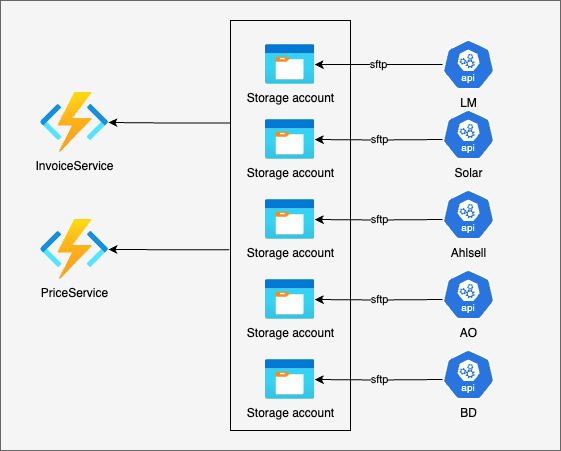 sftp
api
Storage account
LM
InvoiceService
sftp
api
Storage account
Solar
sftp
api
Storage account
Ahlsell
PriceService
sftp
api
Storage account
AO
sftp
api
Storage account
BD